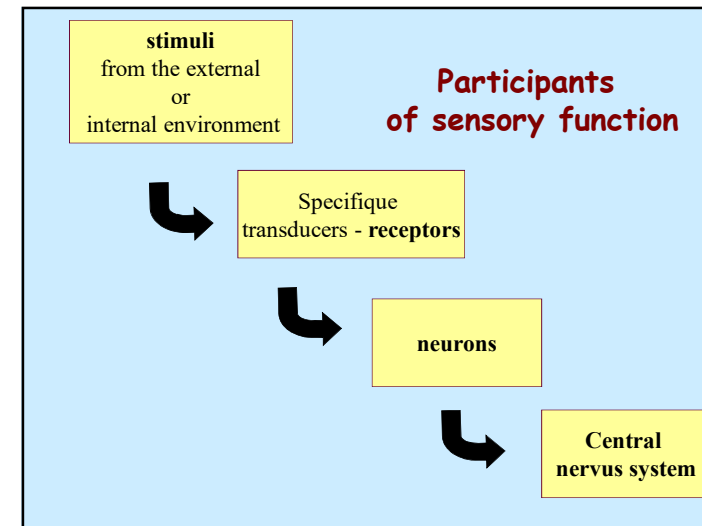 stimuli
from the external
or
internal environment
Participants
of sensory function
Specifique
transducers - receptors
neurons
Central
nervus system